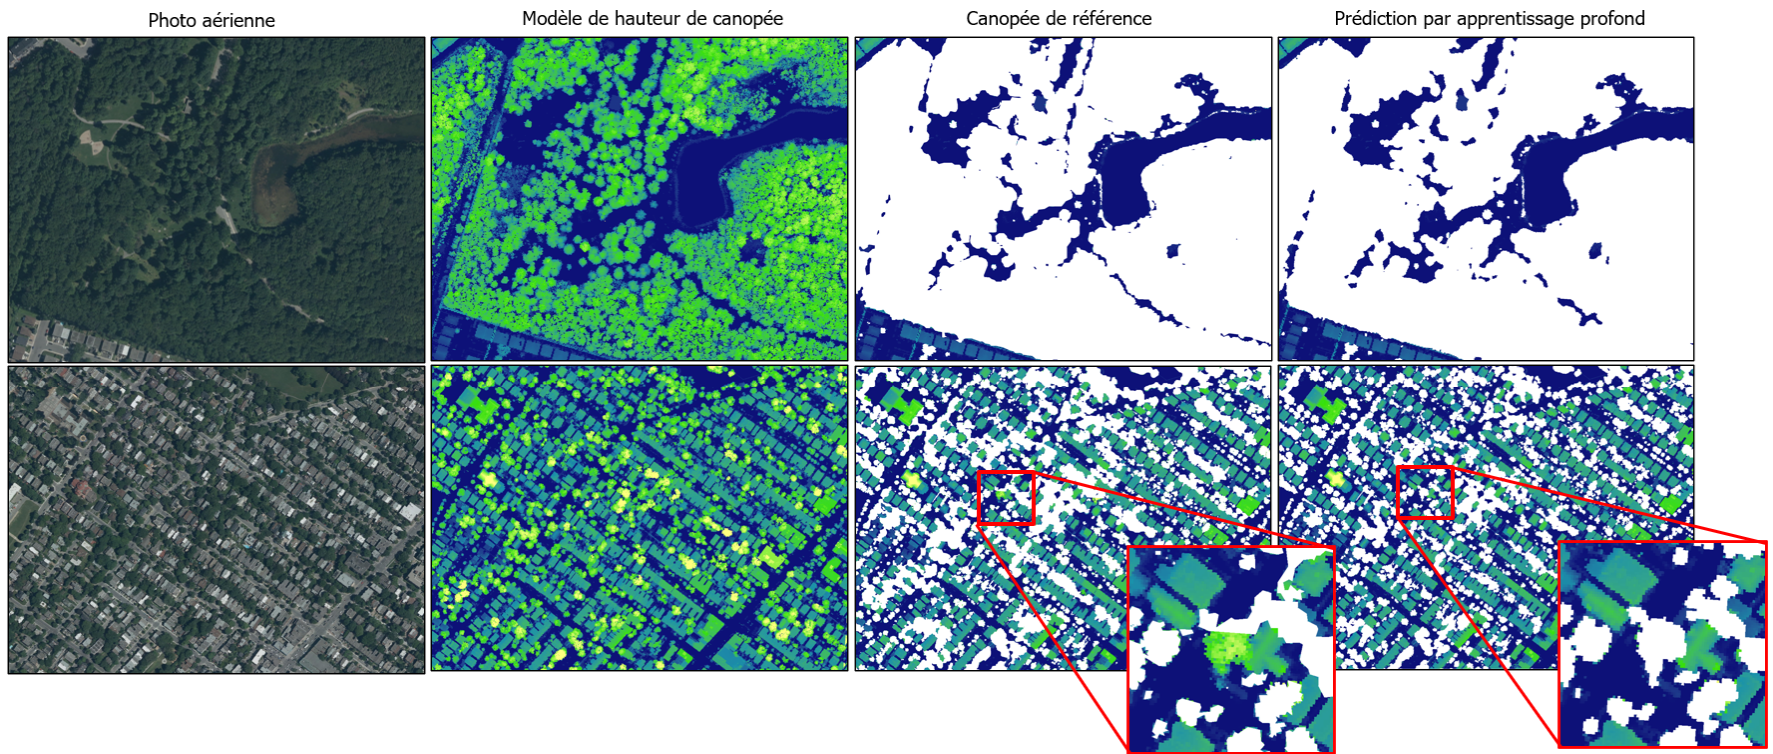 Photo aérienne
Modèle de hauteur de canopée
Canopée de référence
Prédiction par apprentissage profond